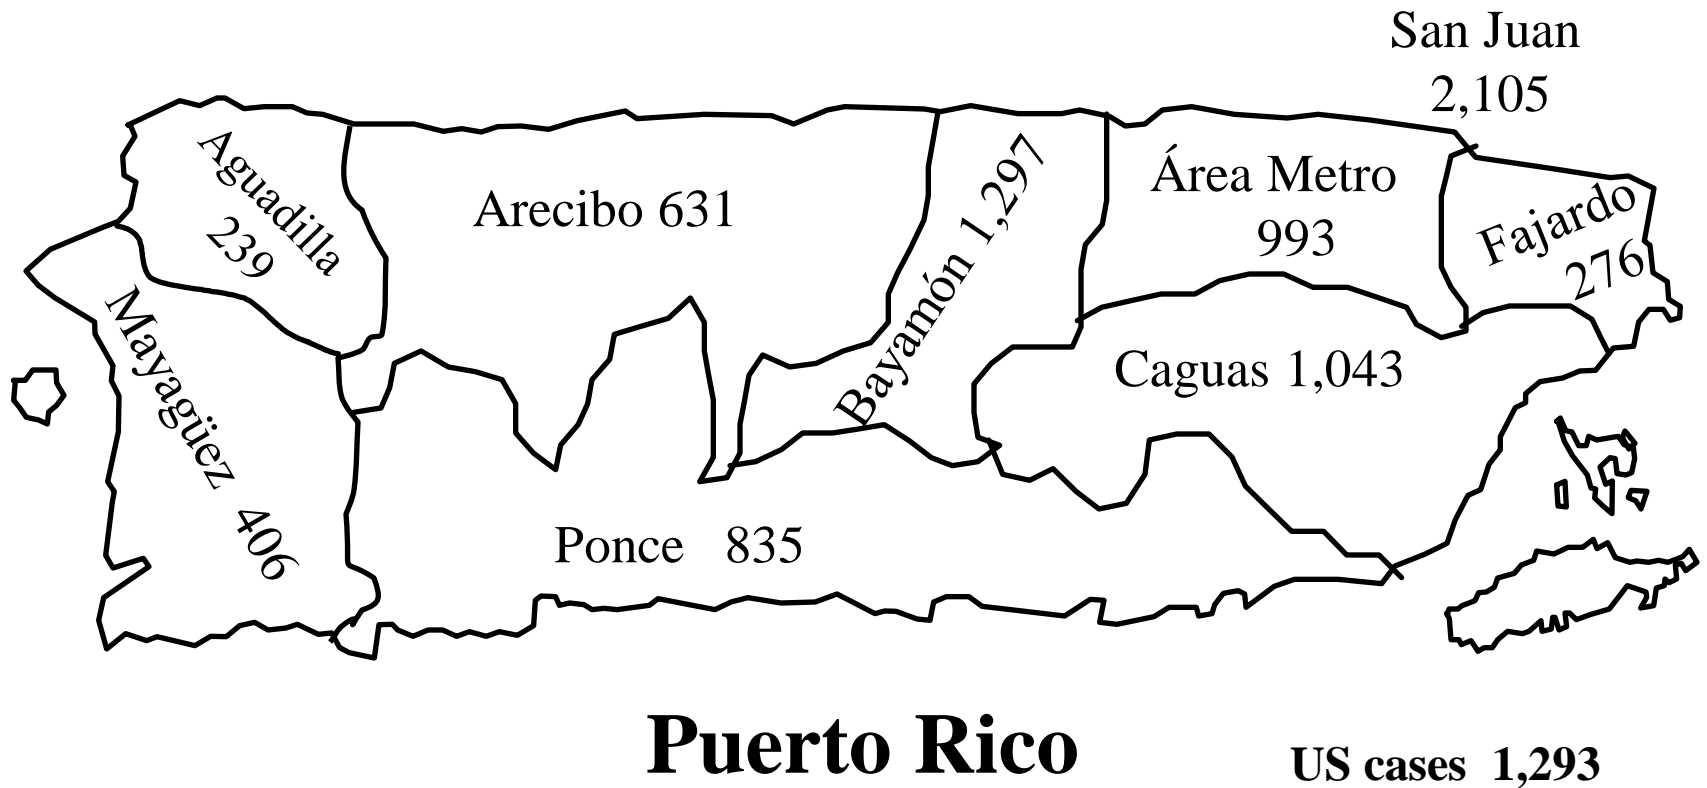 San Juan
2,105
Aguadilla
239
Arecibo 631
Bayamón 1,297
Área Metro
993
Fajardo
276
Mayagüez 406
Caguas 1,043
Ponce 835
Puerto Rico
US cases 1,293